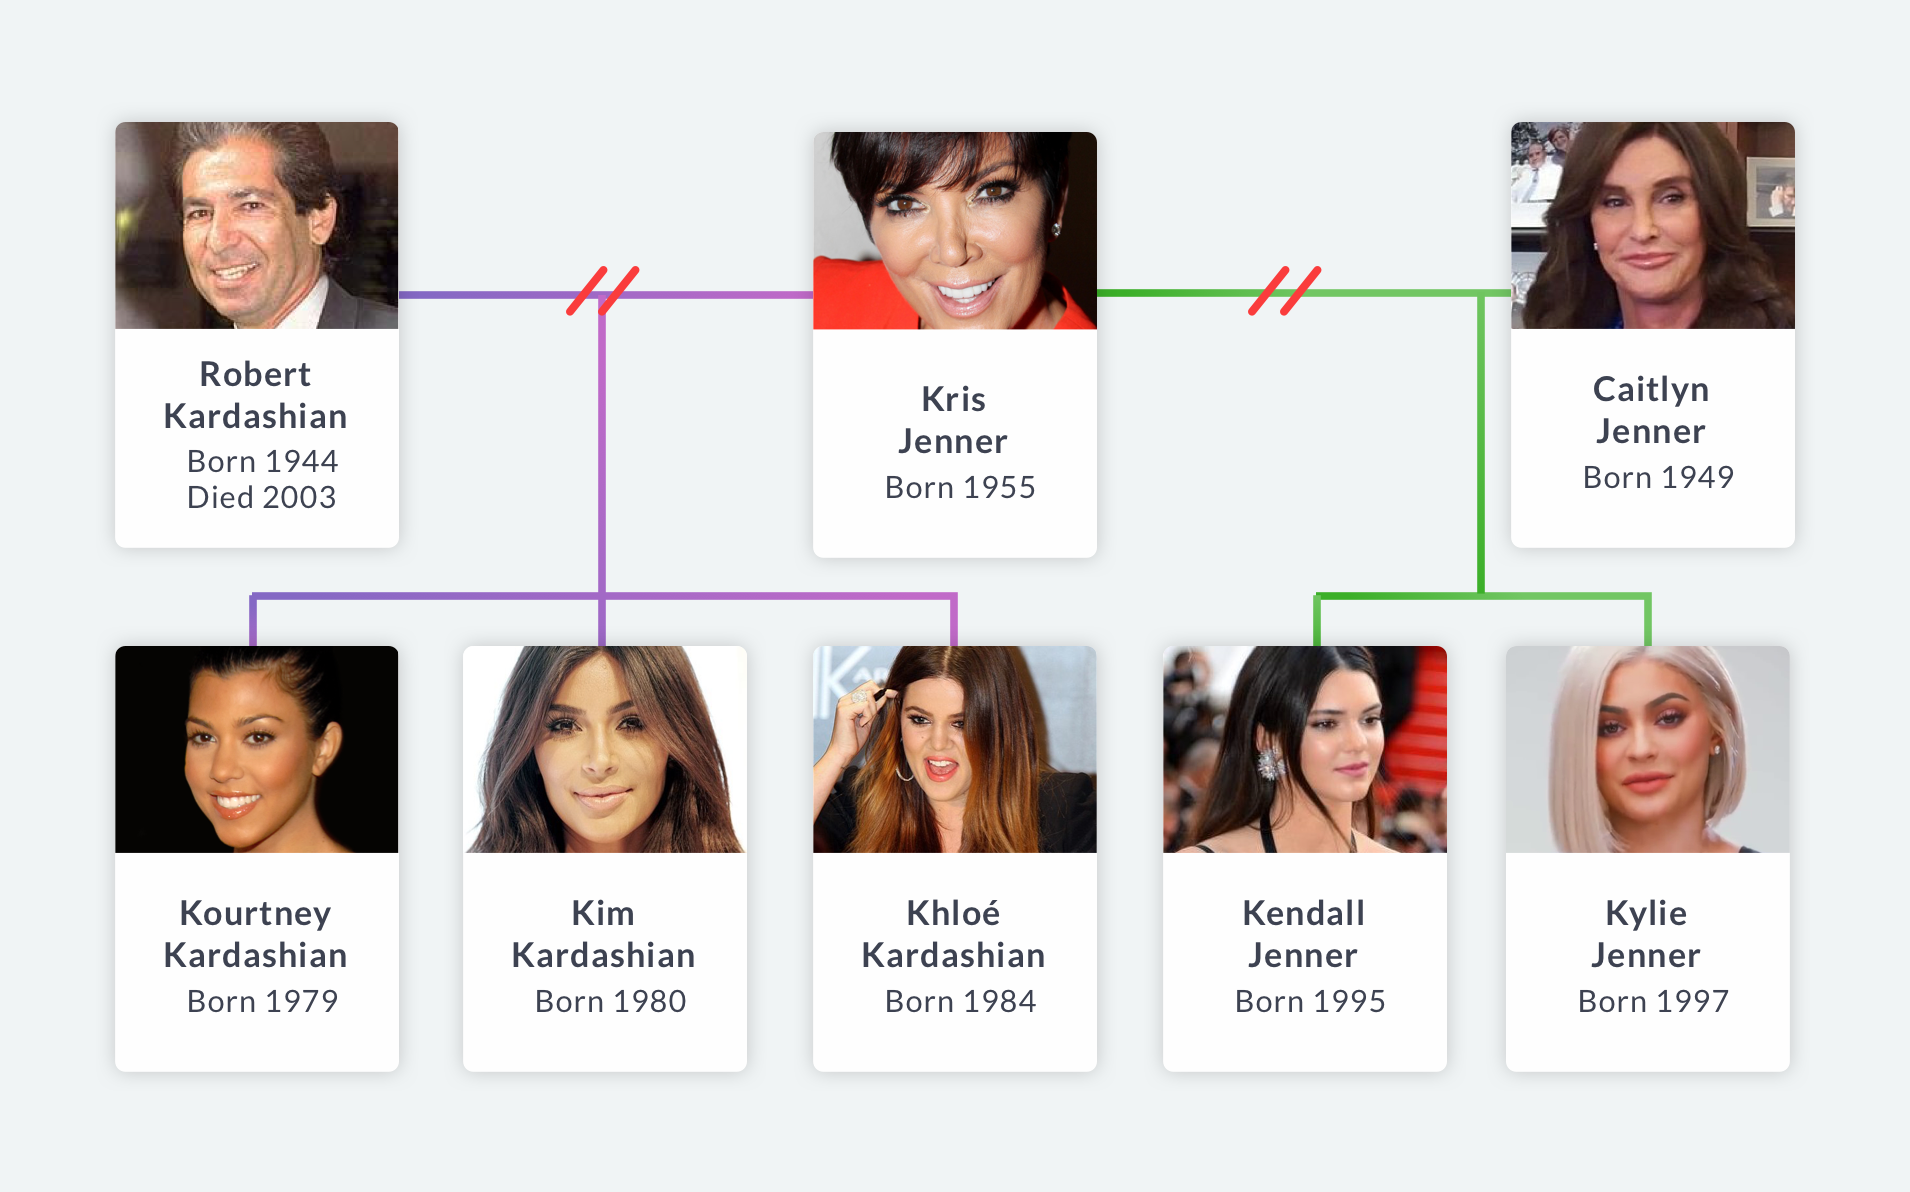 Robert
Kardashian
Born 1944
Died 2003
Kris
Jenner
Born 1955
Caitlyn
Jenner
Born 1949
Kourtney
Kardashian
Born 1979
Kim
Kardashian
Born 1980
Khloé
Kardashian
Born 1984
Kendall
Jenner
Born 1995
Kylie
Jenner
Born 1997